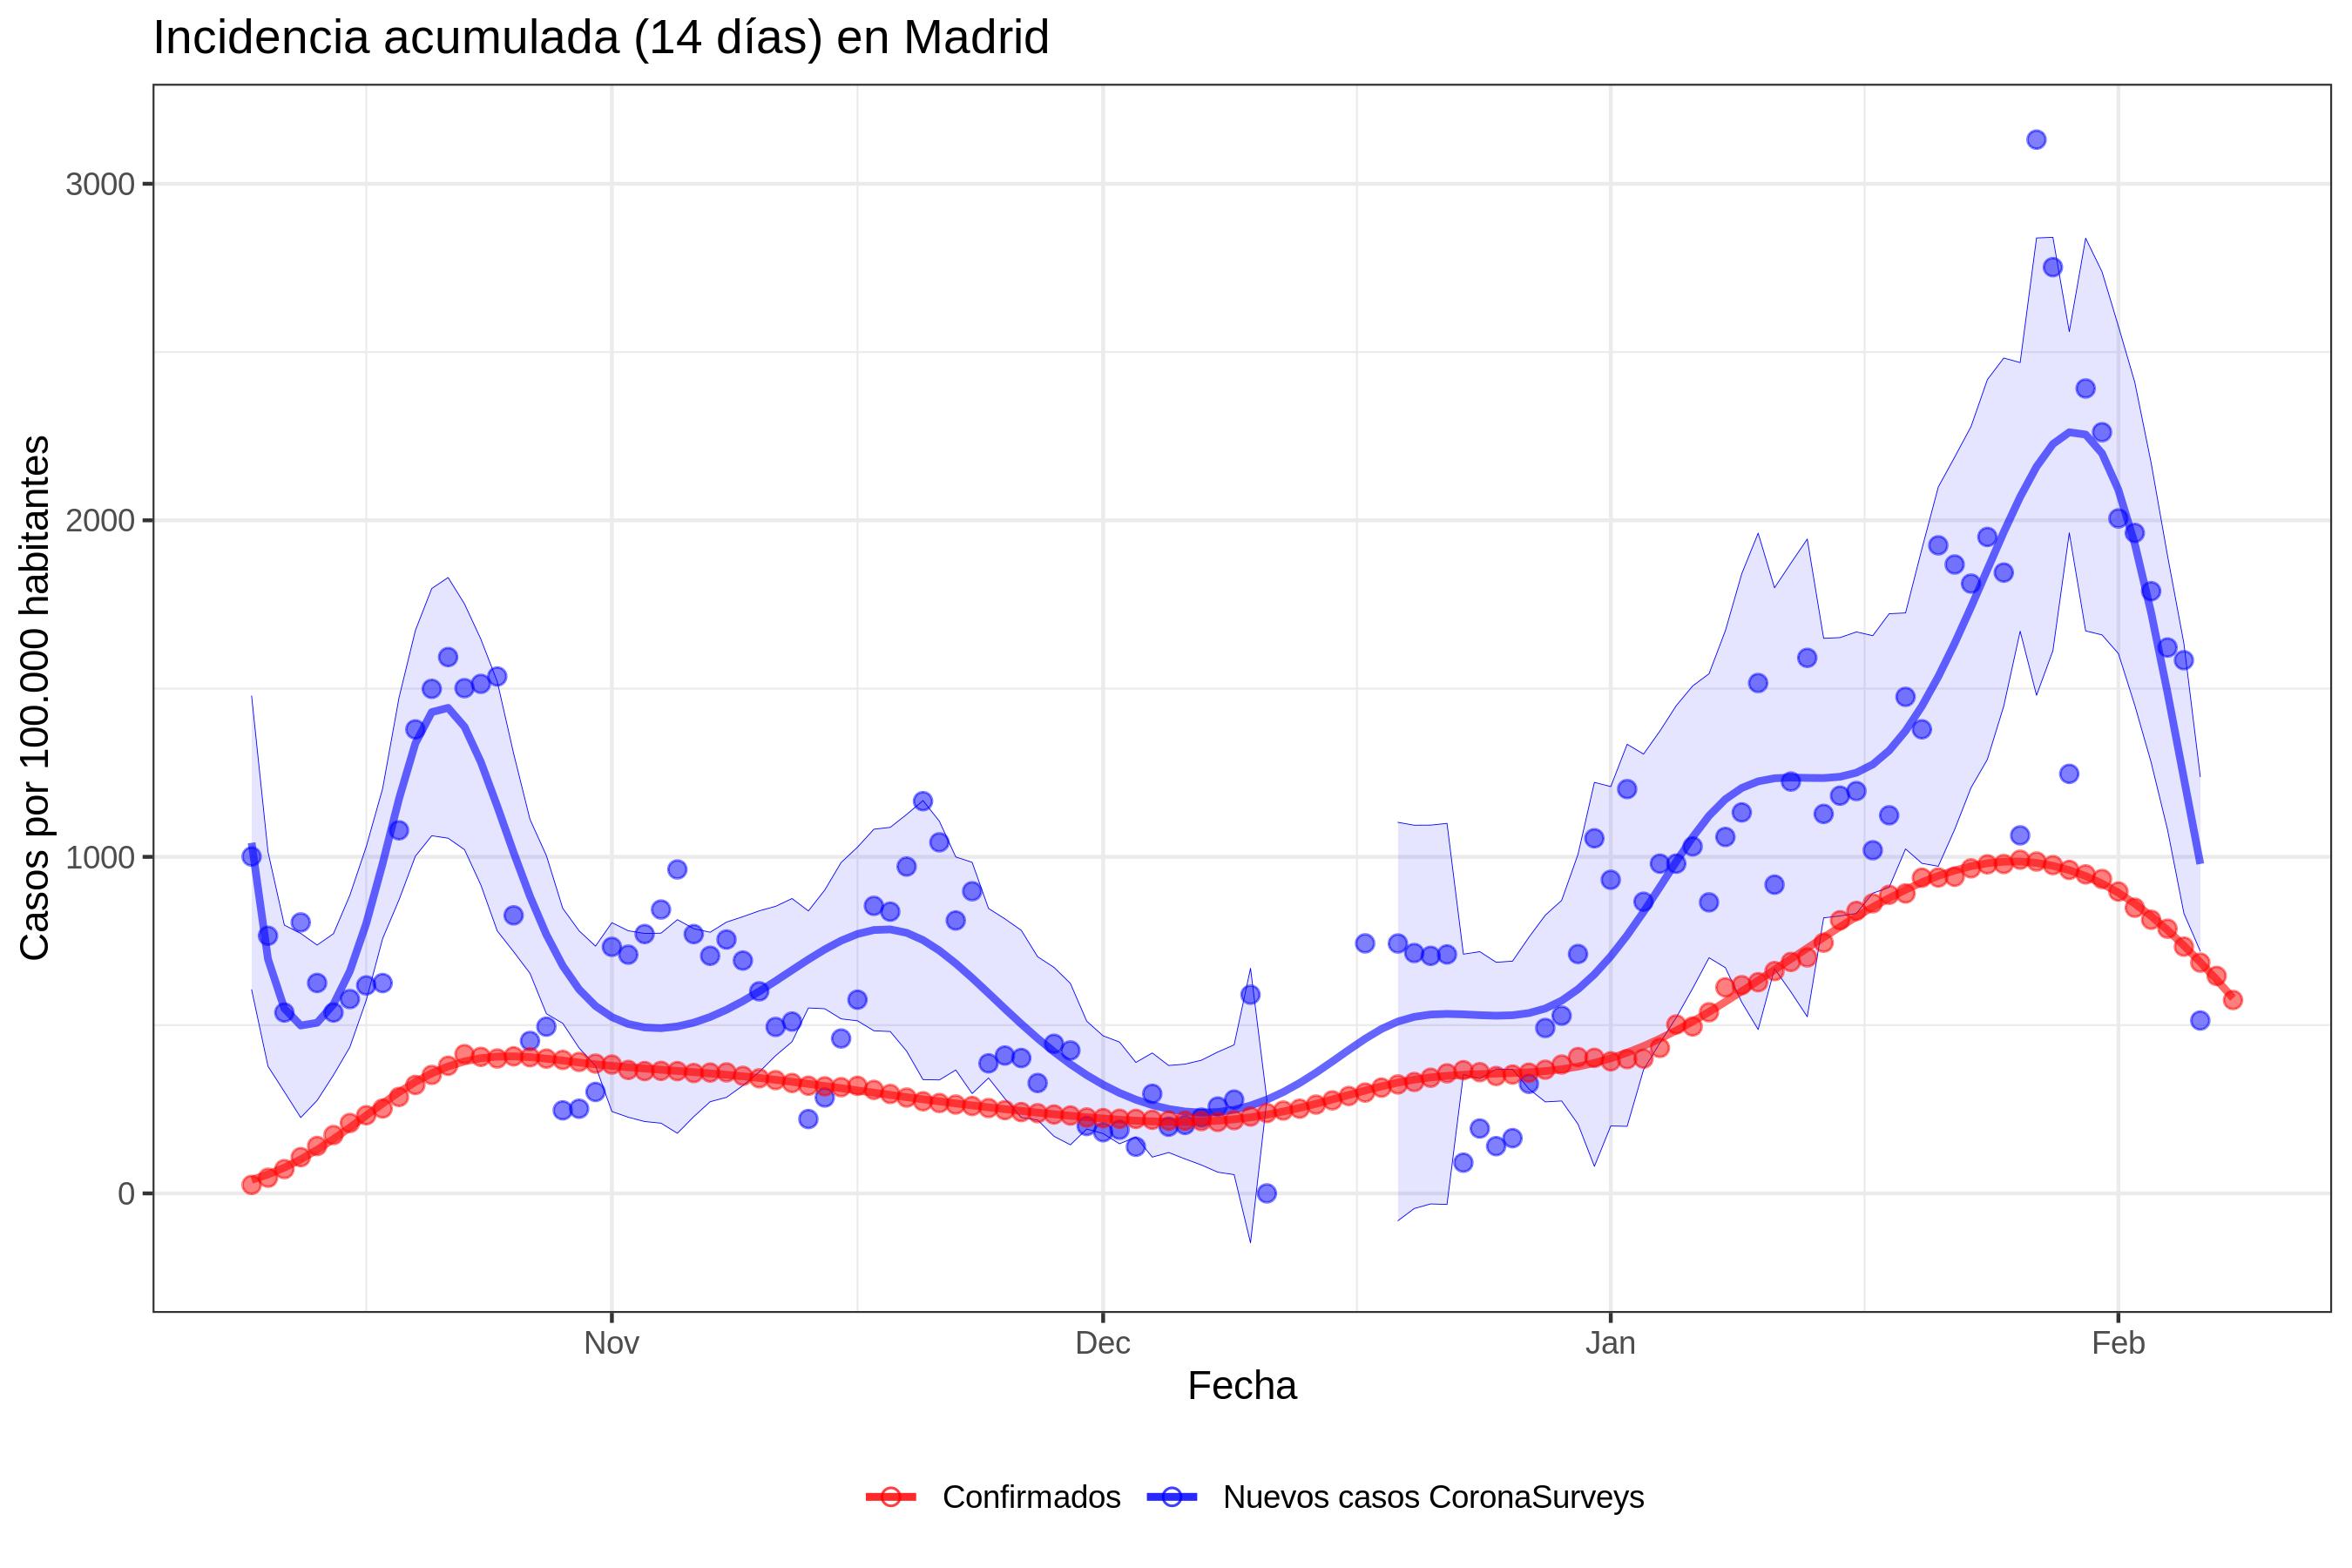 Incidencia acumulada (14 días) en Madrid
Casos por 100.000 habitantes
3000
2000
1000
0
Nov Dec Jan Feb
Fecha
Confirmados Nuevos casos CoronaSurveys